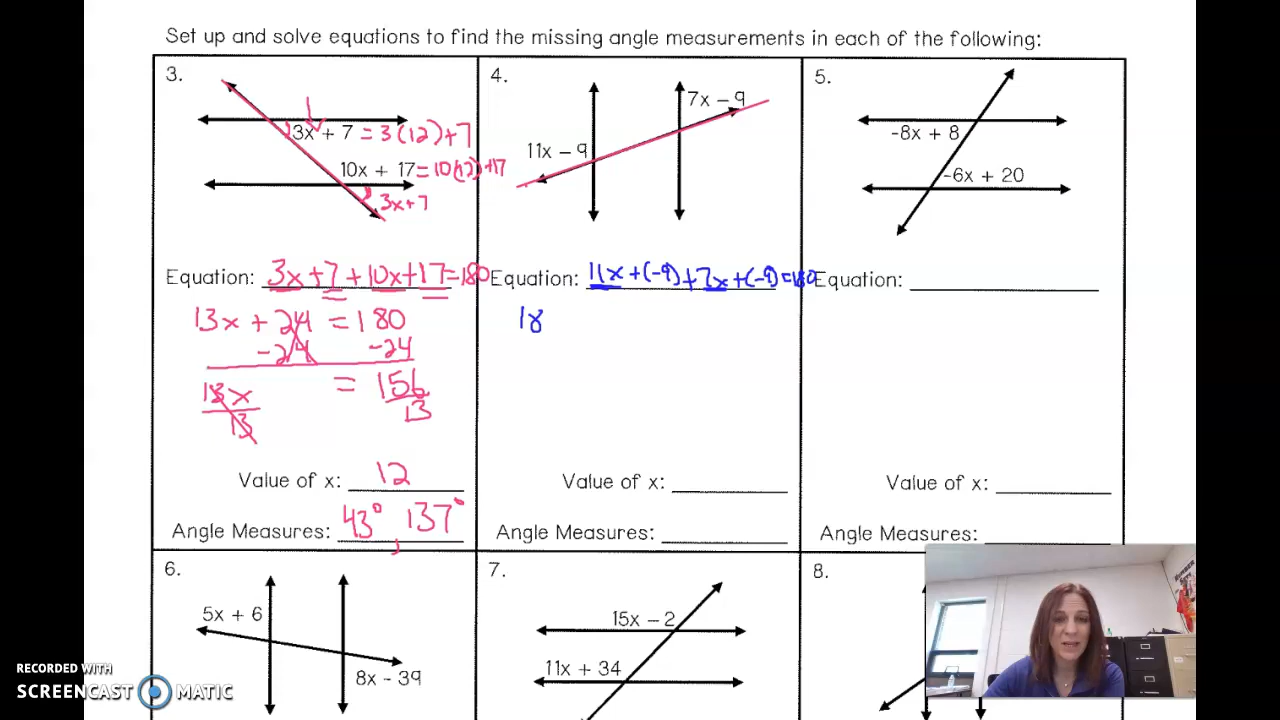 Set up and solve equations to find the missing angle measurements in each of the following:
3.
3x + 7 = 3(12)+7
10x + 17 = 10(12)+17
3x+7
Equation: 3x+7+10x+17=180
13x + 24 = 180
-24 -24
13x = 156
13 13
Value of x: 12
Angle Measures: 43°, 137°
4.
7x - 9
11x - 9
Equation: 11x+(-9)+7x+(-9)=180
18
Value of x:
Angle Measures:
5.
-8x + 8
-6x + 20
Equation:
Value of x:
Angle Measures:
6.
5x + 6
8x - 39
7.
15x - 2
11x + 34
8.
RECORDED WITH
SCREENCAST MATIC